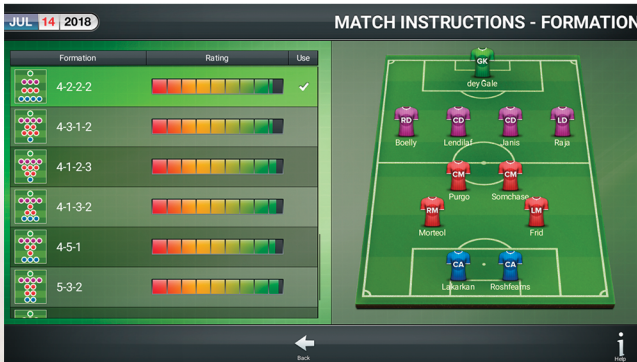 JUL 14 2018
MATCH INSTRUCTIONS - FORMATION
Formation Rating Use
4-2-2-2
4-3-1-2
4-1-2-3
4-1-3-2
4-5-1
5-3-2
GK
dey Gale
RD CD CD LD
Boelly Lendilaf Janis Raja
CM CM
Purgo Somchase
RM LM
Morteol Frid
CA CA
Lakarkan Roshfearns
Back
Help